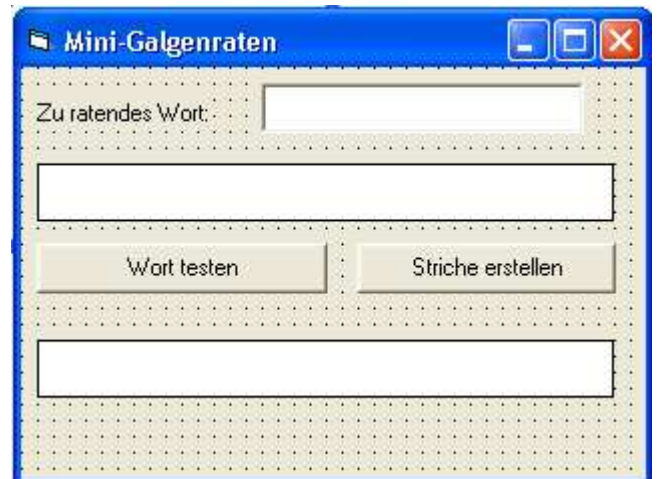 Mini-Galgenraten
Zu ratendes Wort:
Wort testen Striche erstellen